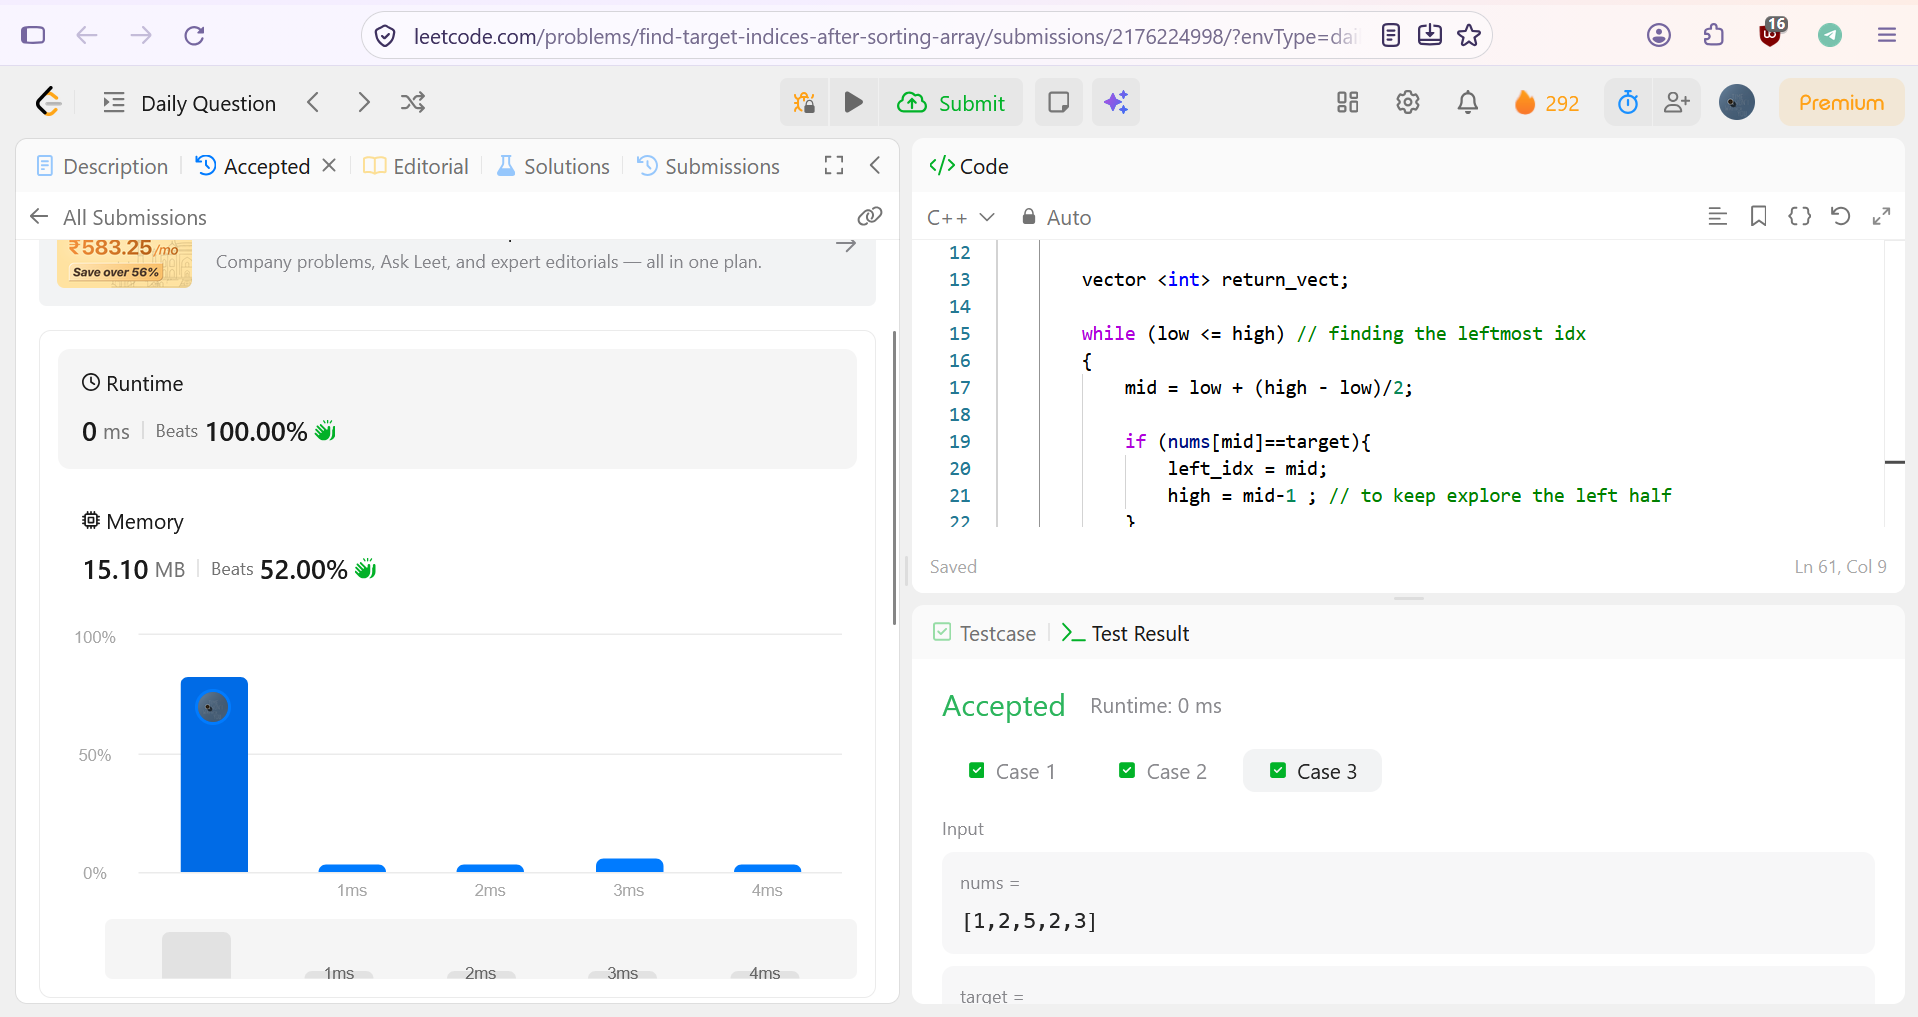 leetcode.com/problems/find-target-indices-after-sorting-array/submissions/2176224998/?envType=dai
16
Daily Question
Submit
292
Premium
Description
Accepted
Editorial
Solutions
Submissions
All Submissions
₹583.25/mo
Save over 56%
Company problems, Ask Leet, and expert editorials — all in one plan.
Runtime
0 ms
Beats 100.00%
Memory
15.10 MB
Beats 52.00%
100%
50%
0%
1ms
2ms
3ms
4ms
1ms
2ms
3ms
4ms
</> Code
C++
Auto
12
13 vector <int> return_vect;
14
15 while (low <= high) // finding the leftmost idx
16 {
17 mid = low + (high - low)/2;
18
19 if (nums[mid]==target){
20 left_idx = mid;
21 high = mid-1 ; // to keep explore the left half
22 }
Saved
Ln 61, Col 9
Testcase
Test Result
Accepted
Runtime: 0 ms
Case 1
Case 2
Case 3
Input
nums =
[1,2,5,2,3]
target =